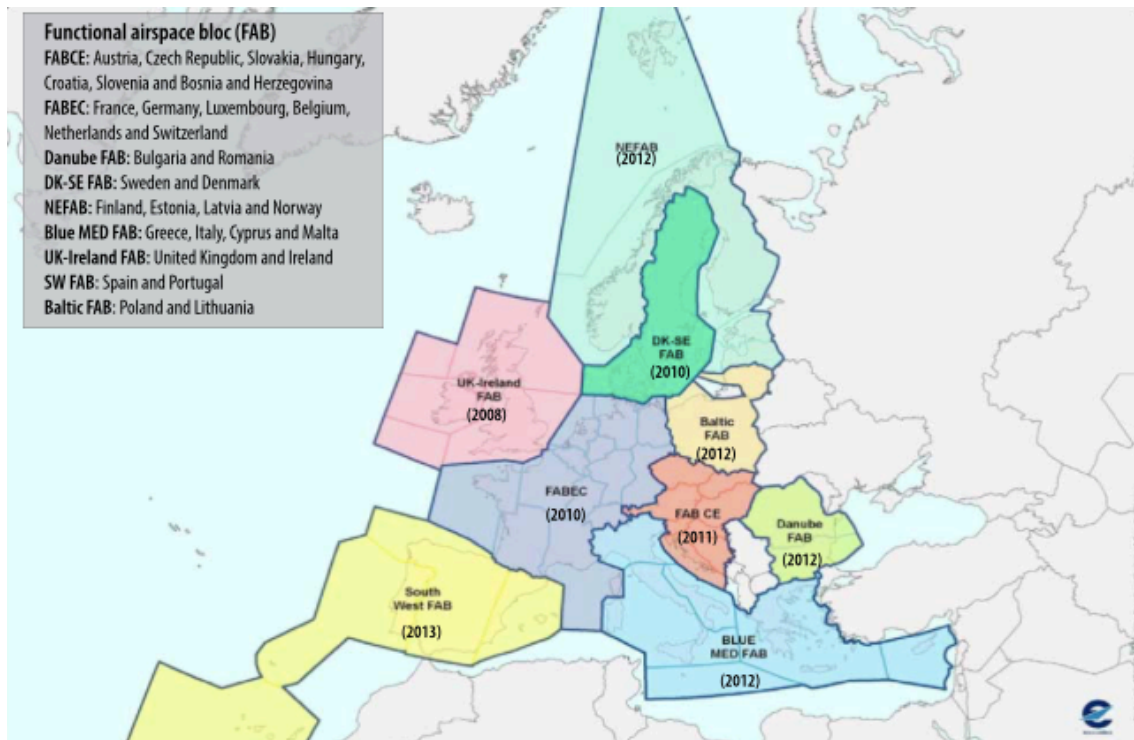 Functional airspace bloc (FAB)
FABCE: Austria, Czech Republic, Slovakia, Hungary,
Croatia, Slovenia and Bosnia and Herzegovina
FABEC: France, Germany, Luxembourg, Belgium,
Netherlands and Switzerland
Danube FAB: Bulgaria and Romania
DK-SE FAB: Sweden and Denmark
NEFAB: Finland, Estonia, Latvia and Norway
Blue MED FAB: Greece, Italy, Cyprus and Malta
UK-Ireland FAB: United Kingdom and Ireland
SW FAB: Spain and Portugal
Baltic FAB: Poland and Lithuania
NEFAB
(2012)
DK-SE
FAB
(2010)
UK-Ireland
FAB
(2008)
Baltic
FAB
(2012)
FABEC
(2010)
FAB CE
(2011)
Danube
FAB
(2012)
South
West FAB
(2013)
BLUE
MED FAB
(2012)